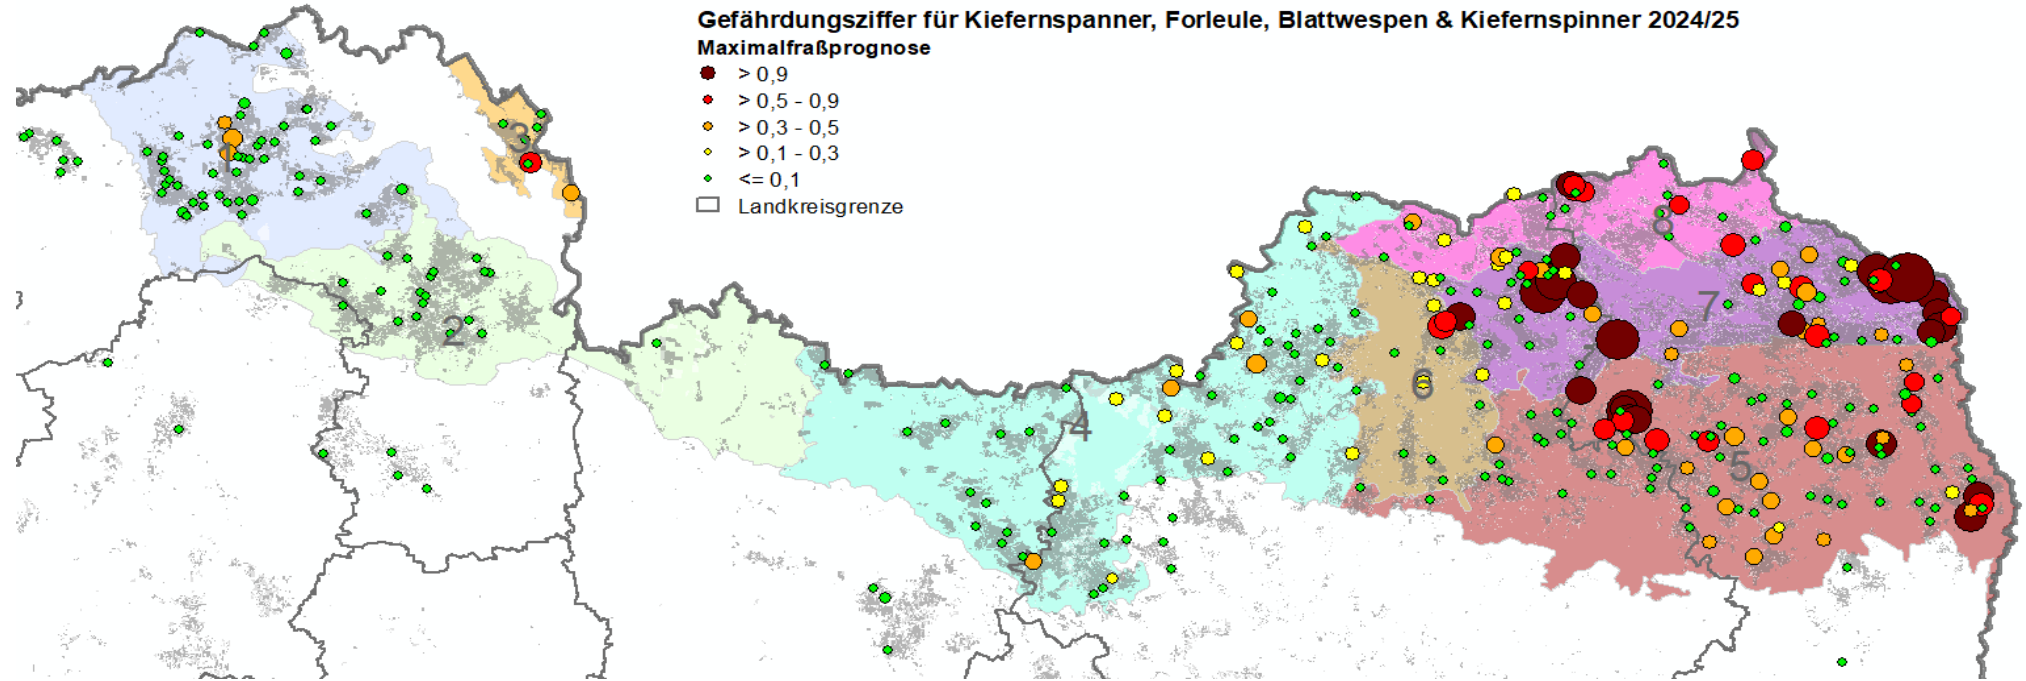 Gefährdungsziffer für Kiefernspanner, Forleule, Blattwespen & Kiefernspinner 2024/25
Maximalfraßprognose
> 0,9
> 0,5 - 0,9
> 0,3 - 0,5
> 0,1 - 0,3
<= 0,1
Landkreisgrenze
1
3
2
4
6
8
7
5